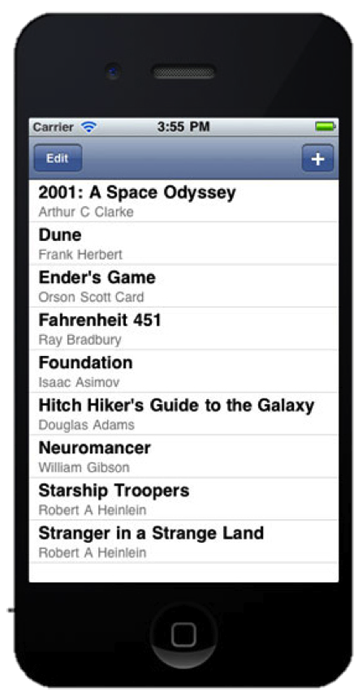 Carrier 3:55 PM
Edit +
2001: A Space Odyssey
Arthur C Clarke
Dune
Frank Herbert
Ender's Game
Orson Scott Card
Fahrenheit 451
Ray Bradbury
Foundation
Isaac Asimov
Hitch Hiker's Guide to the Galaxy
Douglas Adams
Neuromancer
William Gibson
Starship Troopers
Robert A Heinlein
Stranger in a Strange Land
Robert A Heinlein